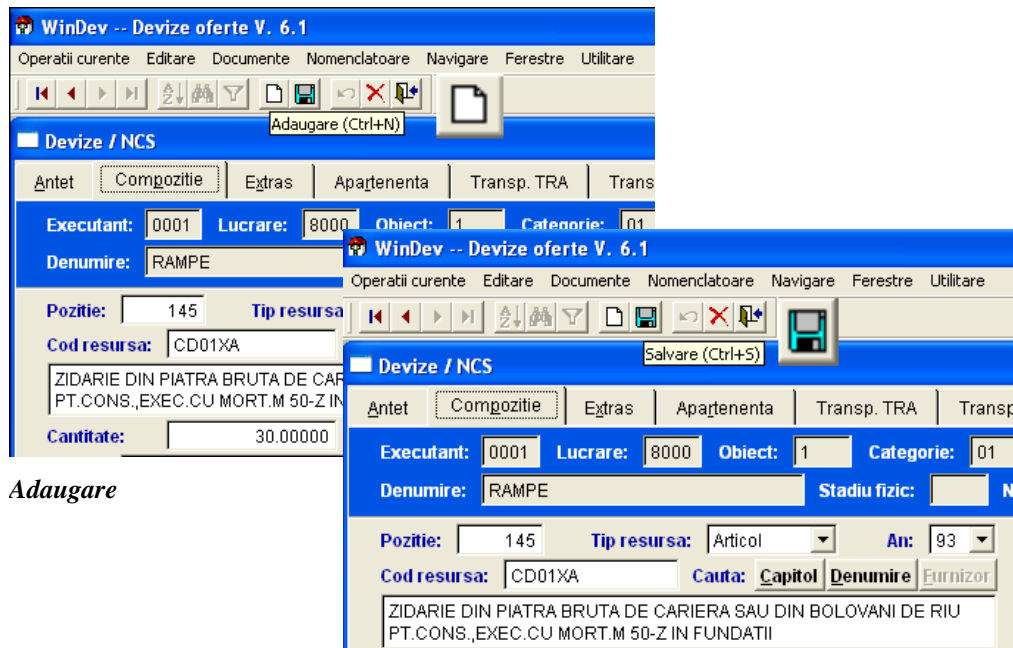 WinDev -- Devize oferte V. 6.1
Operatii curente Editare Documente Nomenclatoare Navigare Ferestre Utilitare
Adaugare (Ctrl+N)
Devize / NCS
Antet Compozitie Extras Apartenenta Transp. TRA Trans
Executant: 0001 Lucrare: 8000 Obiect: 1 Categorie: 01
Denumire: RAMPE
Pozitie: 145 Tip resursa
Cod resursa: CD01XA
ZIDARIE DIN PIATRA BRUTA DE CAR
PT.CONS.,EXEC.CU MORT.M 50-Z IN
Cantitate: 30.00000
Adaugare
WinDev -- Devize oferte V. 6.1
Operatii curente Editare Documente Nomenclatoare Navigare Ferestre Utilitare
Salvare (Ctrl+S)
Devize / NCS
Antet Compozitie Extras Apartenenta Transp. TRA Transp
Executant: 0001 Lucrare: 8000 Obiect: 1 Categorie: 01
Denumire: RAMPE Stadiu fizic: N
Pozitie: 145 Tip resursa: Articol An: 93
Cod resursa: CD01XA Cauta: Capitol Denumire Furnizor
ZIDARIE DIN PIATRA BRUTA DE CARIERA SAU DIN BOLOVANI DE RIU
PT.CONS.,EXEC.CU MORT.M 50-Z IN FUNDATII